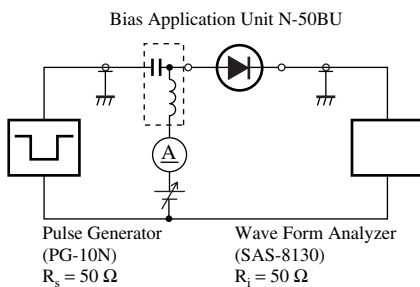 Bias Application Unit N-50BU
A
Pulse Generator
(PG-10N)
Rs = 50 Ω
Wave Form Analyzer
(SAS-8130)
Ri = 50 Ω